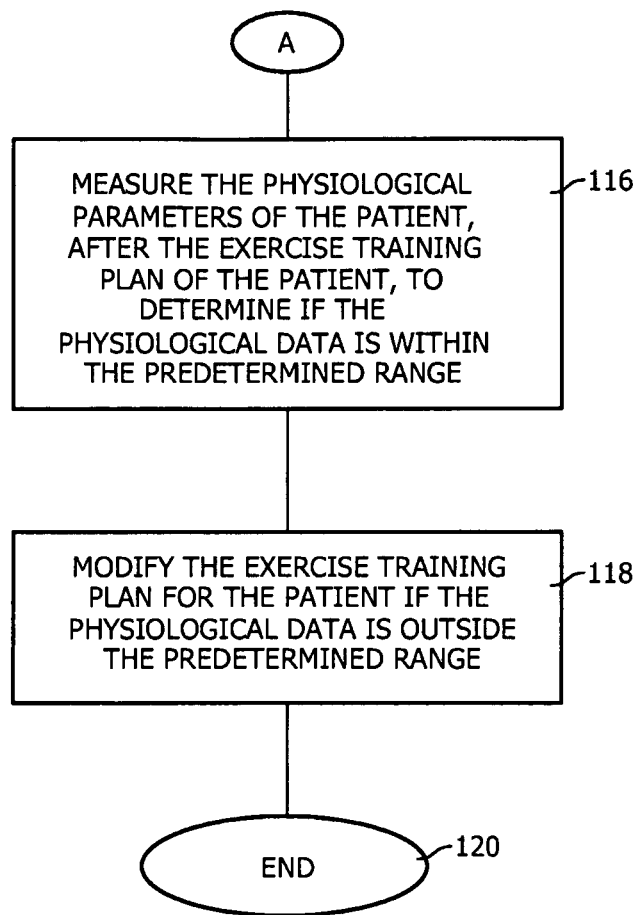 A
MEASURE THE PHYSIOLOGICAL
PARAMETERS OF THE PATIENT,
AFTER THE EXERCISE TRAINING
PLAN OF THE PATIENT, TO
DETERMINE IF THE
PHYSIOLOGICAL DATA IS WITHIN
THE PREDETERMINED RANGE
116
MODIFY THE EXERCISE TRAINING
PLAN FOR THE PATIENT IF THE
PHYSIOLOGICAL DATA IS OUTSIDE
THE PREDETERMINED RANGE
118
END
120